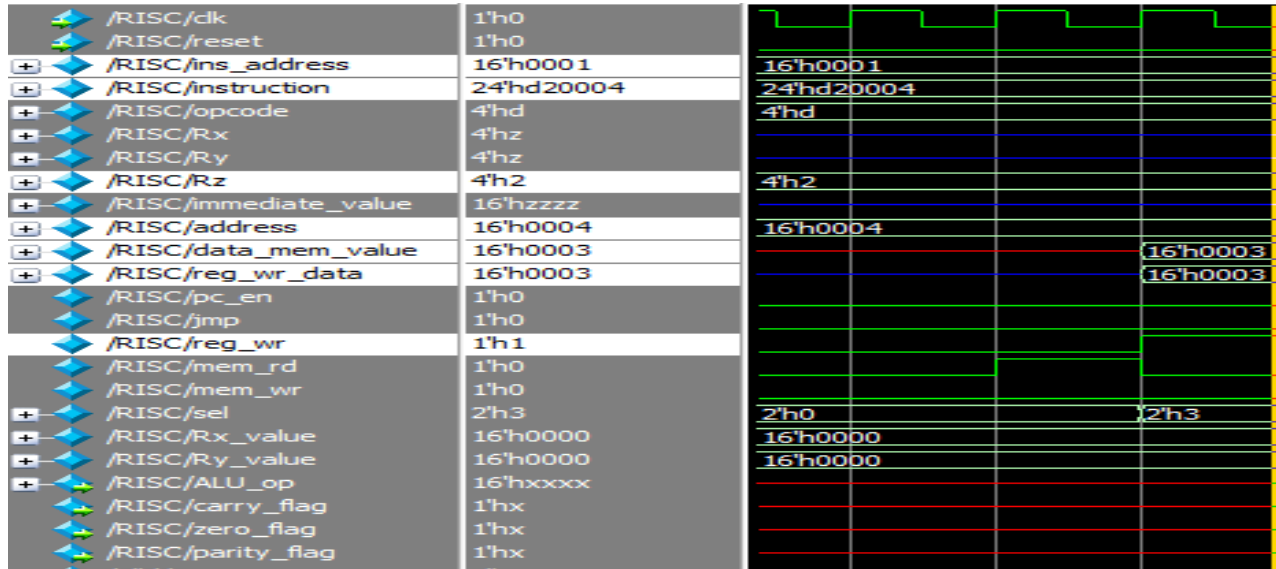 /RISC/clk 1'h0
/RISC/reset 1'h0
/RISC/ins_address 16'h0001 16'h0001
/RISC/instruction 24'hd20004 24'hd20004
/RISC/opcode 4'hd 4'hd
/RISC/Rx 4'hz
/RISC/Ry 4'hz
/RISC/Rz 4'h2 4'h2
/RISC/immediate_value 16'hzzzz
/RISC/address 16'h0004 16'h0004
/RISC/data_mem_value 16'h0003 16'h0003
/RISC/reg_wr_data 16'h0003 16'h0003
/RISC/pc_en 1'h0
/RISC/jmp 1'h0
/RISC/reg_wr 1'h1
/RISC/mem_rd 1'h0
/RISC/mem_wr 1'h0
/RISC/sel 2'h3 2'h0 2'h3
/RISC/Rx_value 16'h0000 16'h0000
/RISC/Ry_value 16'h0000 16'h0000
/RISC/ALU_op 16'hxxxx
/RISC/carry_flag 1'hx
/RISC/zero_flag 1'hx
/RISC/parity_flag 1'hx